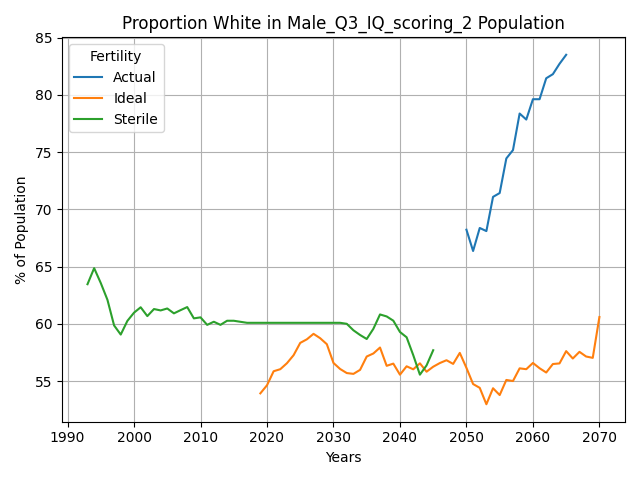 Proportion White in Male_Q3_IQ_scoring_2 Population
85
80
75
70
65
60
55
% of Population
Fertility
Actual
Ideal
Sterile
1990 2000 2010 2020 2030 2040 2050 2060 2070
Years